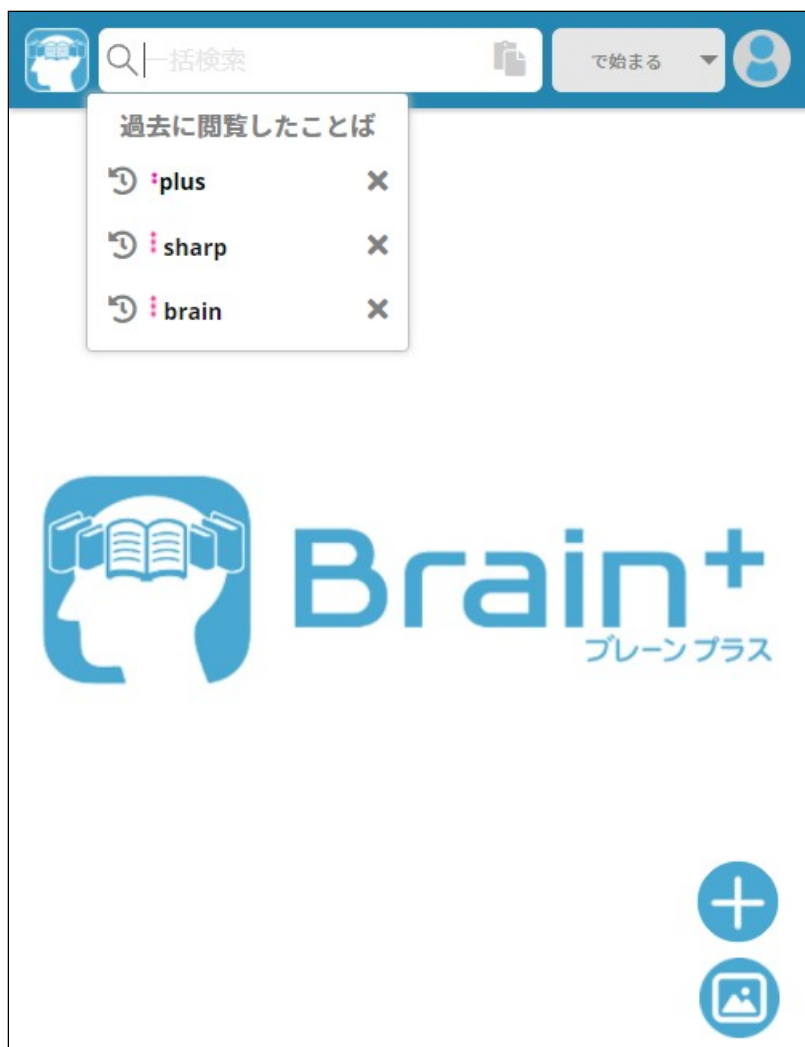 一括検索
で始まる
過去に閲覧したことば
plus
sharp
brain
Brain+
ブレーン プラス